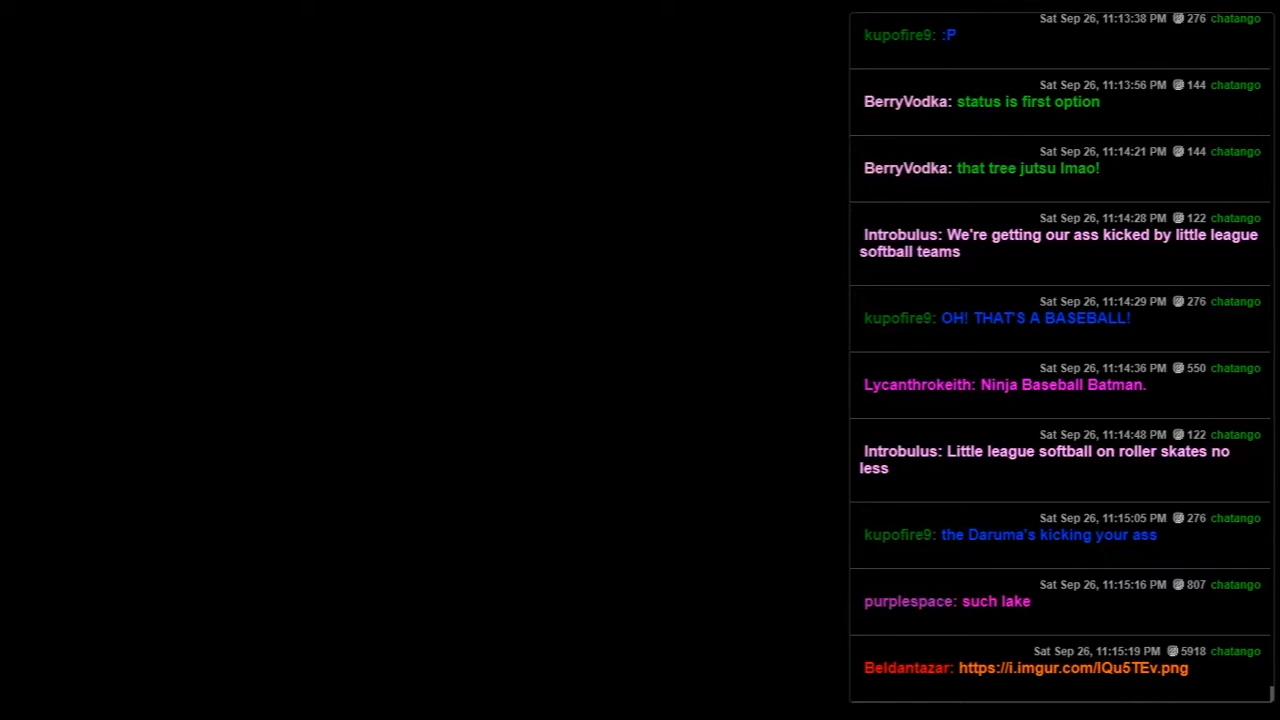 Sat Sep 26, 11:13:38 PM 276 chatango
kupofire9: :P
Sat Sep 26, 11:13:56 PM 144 chatango
BerryVodka: status is first option
Sat Sep 26, 11:14:21 PM 144 chatango
BerryVodka: that tree jutsu lmao!
Sat Sep 26, 11:14:28 PM 122 chatango
Introbulus: We're getting our ass kicked by little league
softball teams
Sat Sep 26, 11:14:29 PM 276 chatango
kupofire9: OH! THAT'S A BASEBALL!
Sat Sep 26, 11:14:36 PM 550 chatango
Lycanthrokeith: Ninja Baseball Batman.
Sat Sep 26, 11:14:48 PM 122 chatango
Introbulus: Little league softball on roller skates no
less
Sat Sep 26, 11:15:05 PM 276 chatango
kupofire9: the Daruma's kicking your ass
Sat Sep 26, 11:15:16 PM 807 chatango
purplespace: such lake
Sat Sep 26, 11:15:19 PM 5918 chatango
Beldantazar: https://i.imgur.com/IQu5TEv.png